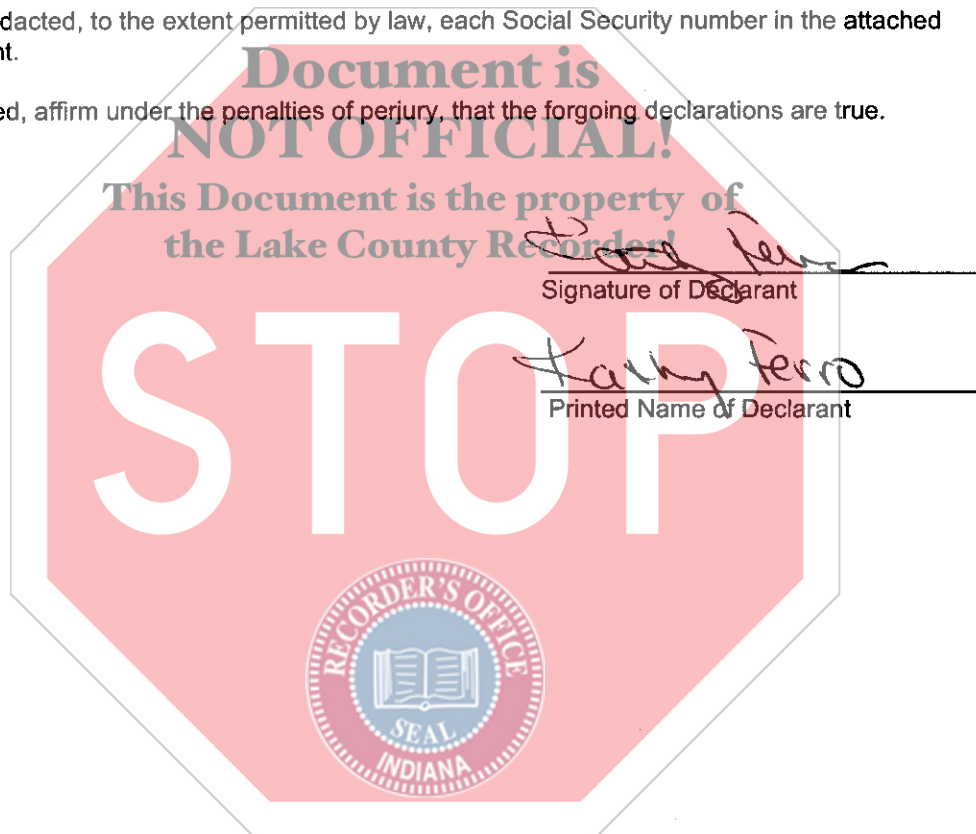 dacted, to the extent permitted by law, each Social Security number in the attached
nt.
Document is
ed, affirm under the penalties of perjury, that the forgoing declarations are true.
NOT OFFICIAL!
This Document is the property of
the Lake County Recorder!
Signature of Declarant
Kathy Ferro
Printed Name of Declarant
STOP
RECORDER'S OFFICE
SEAL
INDIANA